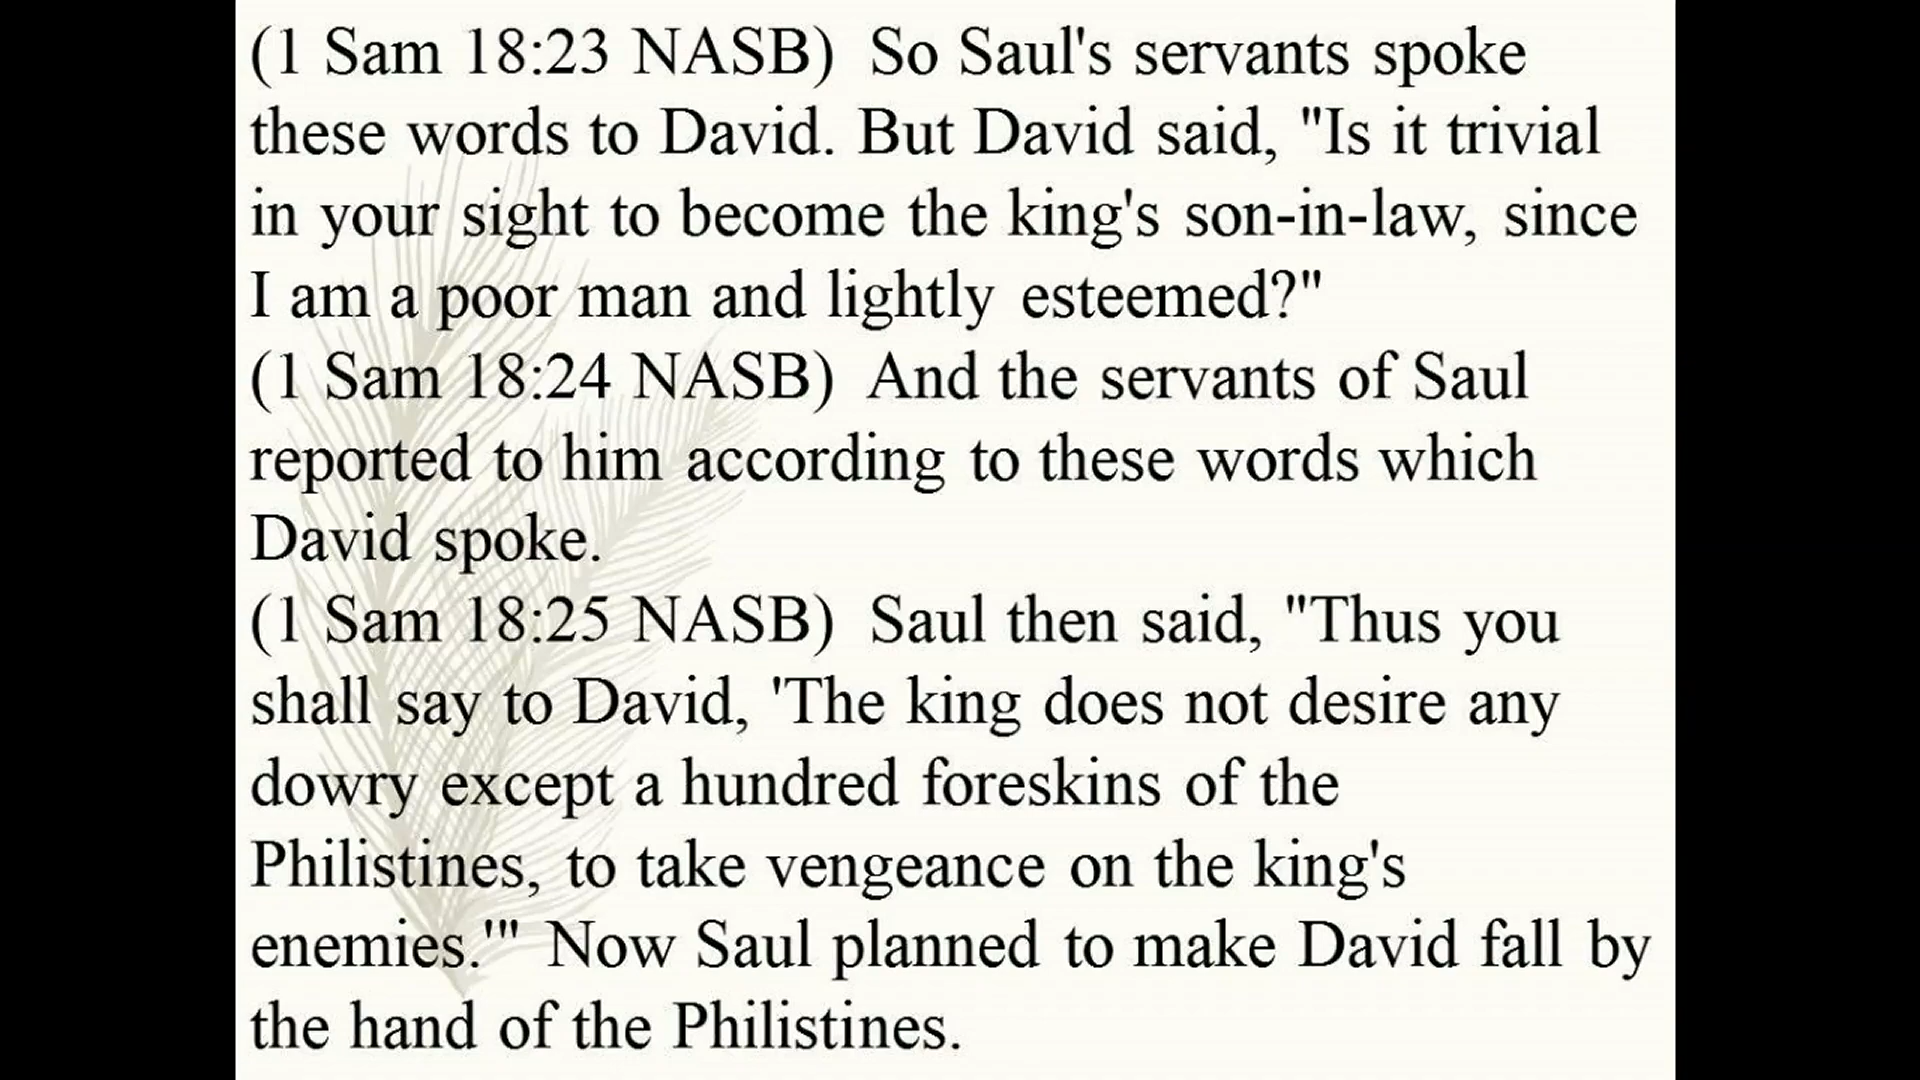 (1 Sam 18:23 NASB)  So Saul's servants spoke
these words to David. But David said, "Is it trivial
in your sight to become the king's son-in-law, since
I am a poor man and lightly esteemed?"
(1 Sam 18:24 NASB)  And the servants of Saul
reported to him according to these words which
David spoke.
(1 Sam 18:25 NASB)  Saul then said, "Thus you
shall say to David, 'The king does not desire any
dowry except a hundred foreskins of the
Philistines, to take vengeance on the king's
enemies.'"  Now Saul planned to make David fall by
the hand of the Philistines.